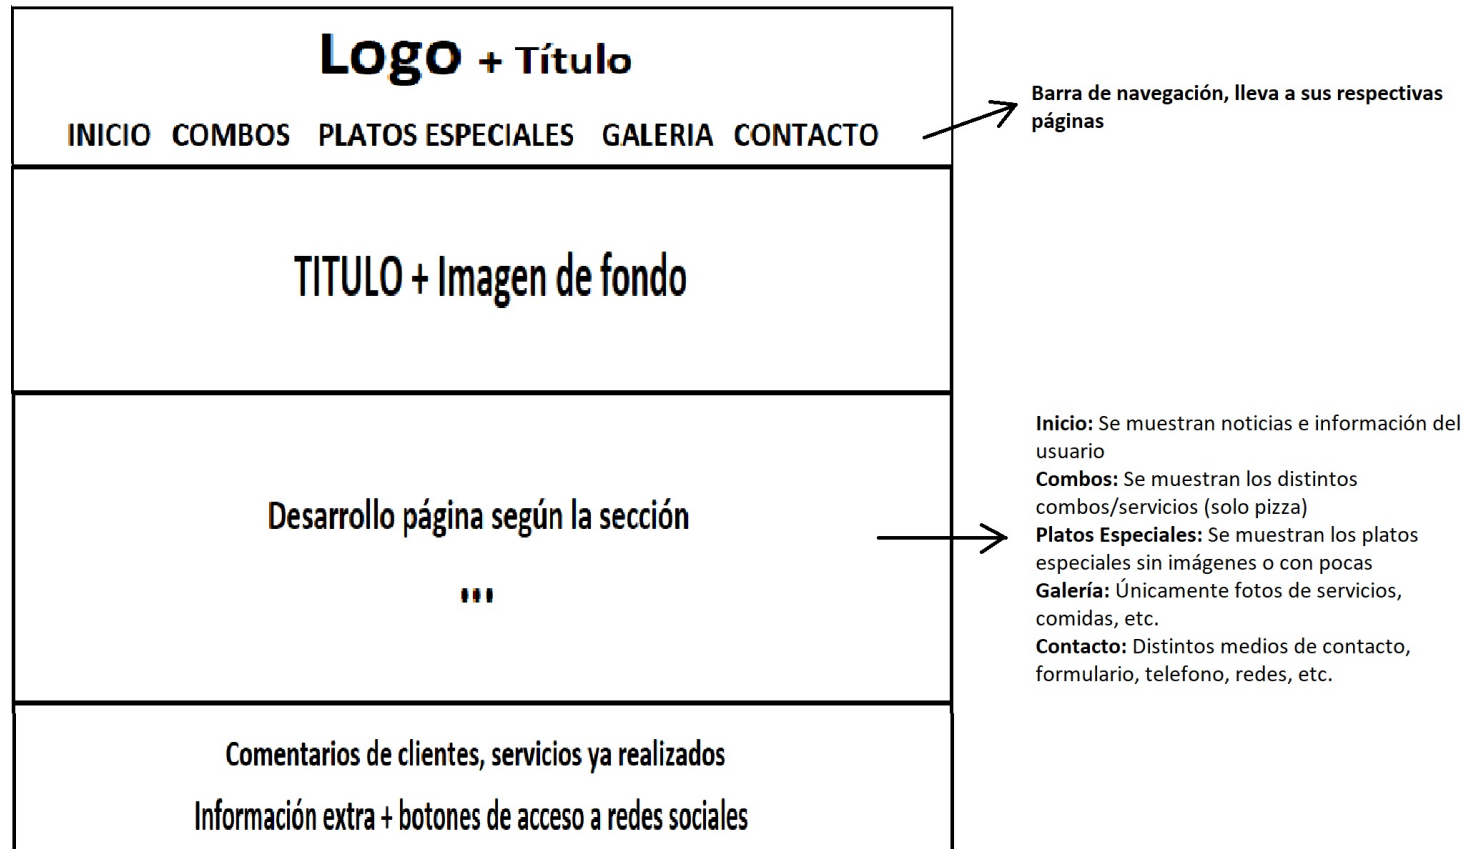 Logo + Título
INICIO COMBOS PLATOS ESPECIALES GALERIA CONTACTO
Barra de navegación, lleva a sus respectivas
páginas
TITULO + Imagen de fondo
Desarrollo página según la sección
...
Inicio: Se muestran noticias e información del
usuario
Combos: Se muestran los distintos
combos/servicios (solo pizza)
Platos Especiales: Se muestran los platos
especiales sin imágenes o con pocas
Galería: Únicamente fotos de servicios,
comidas, etc.
Contacto: Distintos medios de contacto,
formulario, telefono, redes, etc.
Comentarios de clientes, servicios ya realizados
Información extra + botones de acceso a redes sociales